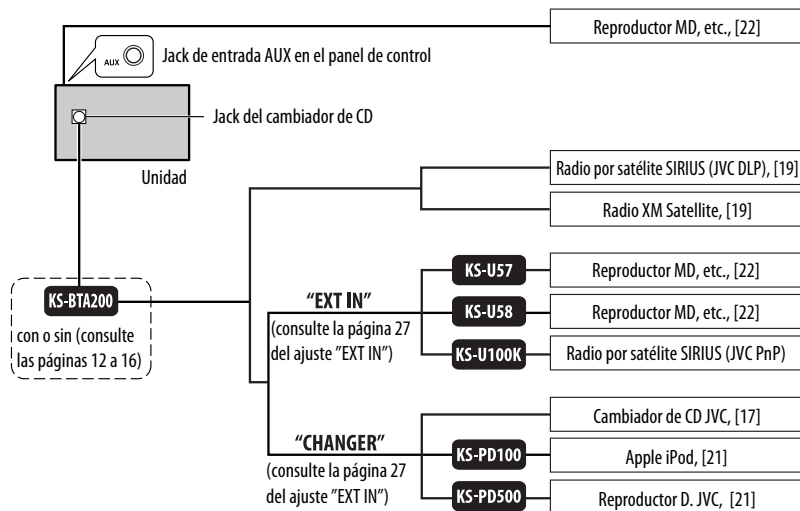 Reproductor MD, etc., [22]
AUX
Jack de entrada AUX en el panel de control
Jack del cambiador de CD
Unidad
Radio por satélite SIRIUS (JVC DLP), [19]
Radio XM Satellite, [19]
KS-BTA200
con o sin (consulte
las páginas 12 a 16)
“EXT IN”
(consulte la página 27
del ajuste “EXT IN”)
KS-U57
Reproductor MD, etc., [22]
KS-U58
Reproductor MD, etc., [22]
KS-U100K
Radio por satélite SIRIUS (JVC PnP)
“CHANGER”
(consulte la página 27
del ajuste “EXT IN”)
Cambiador de CD JVC, [17]
KS-PD100
Apple iPod, [21]
KS-PD500
Reproductor D. JVC, [21]